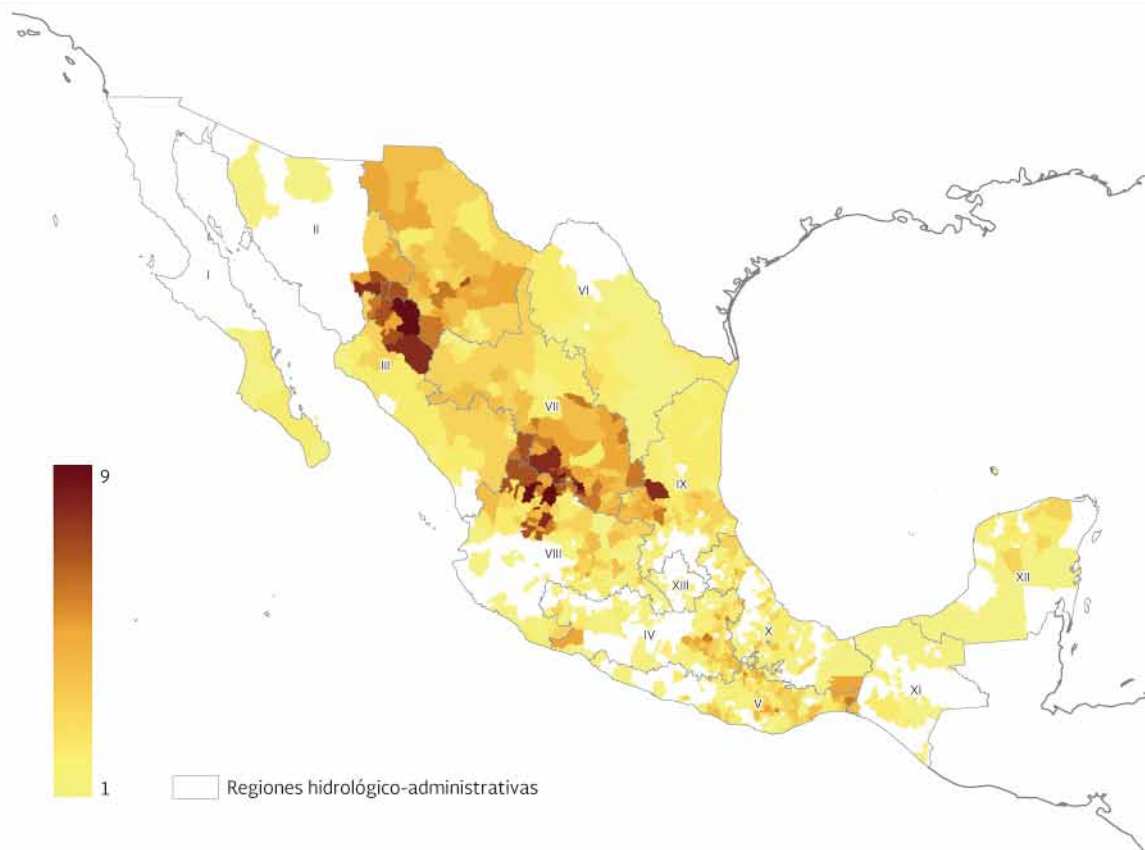 II
I
VI
III
VII
9
IX
VIII
XII
XIII
IV
X
XI
V
1
Regiones hidrológico-administrativas